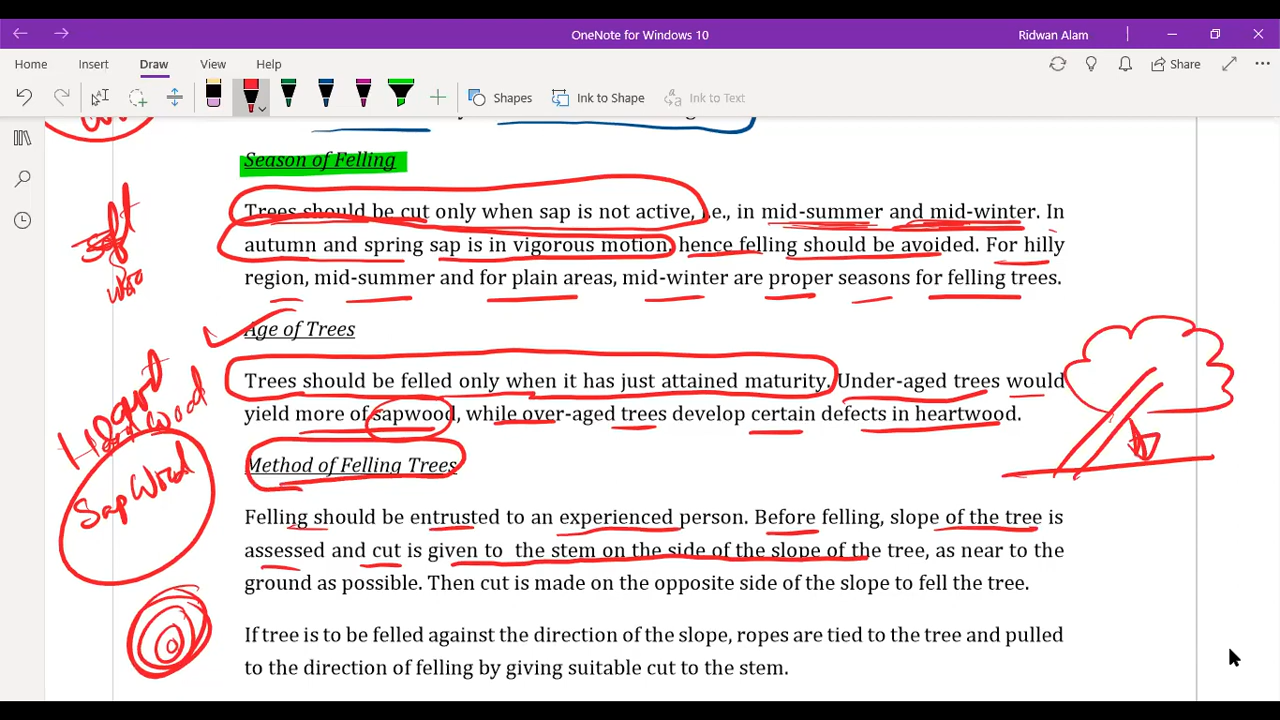 OneNote for Windows 10
Ridwan Alam
Home Insert Draw View Help
Share
Shapes
Ink to Shape
Ink to Text
Season of Felling
Trees should be cut only when sap is not active, i.e., in mid-summer and mid-winter. In
autumn and spring sap is in vigorous motion, hence felling should be avoided. For hilly
region, mid-summer and for plain areas, mid-winter are proper seasons for felling trees.
Age of Trees
Trees should be felled only when it has just attained maturity. Under-aged trees would
yield more of sapwood, while over-aged trees develop certain defects in heartwood.
Method of Felling Trees
Felling should be entrusted to an experienced person. Before felling, slope of the tree is
assessed and cut is given to the stem on the side of the slope of the tree, as near to the
ground as possible. Then cut is made on the opposite side of the slope to fell the tree.
If tree is to be felled against the direction of the slope, ropes are tied to the tree and pulled
to the direction of felling by giving suitable cut to the stem.
soft
Wood
Sap Wood